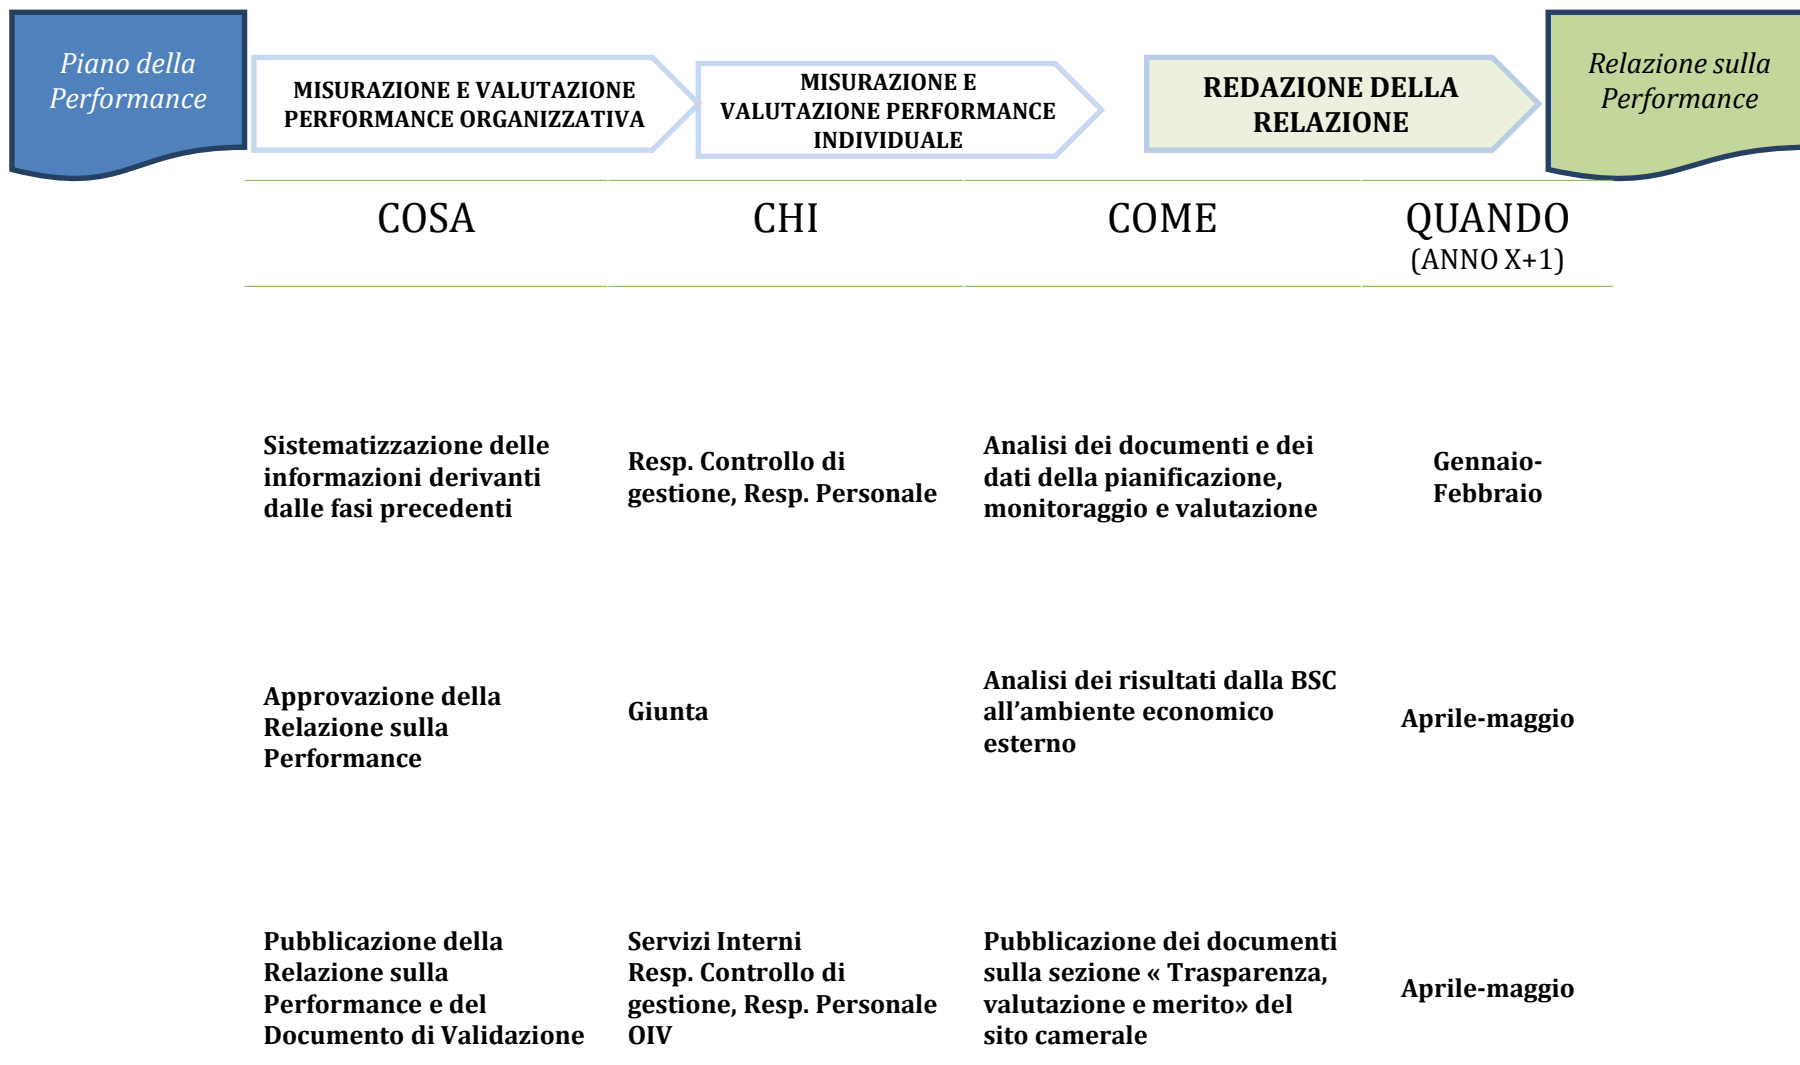 Piano della
Performance
MISURAZIONE E VALUTAZIONE
PERFORMANCE ORGANIZZATIVA
MISURAZIONE E
VALUTAZIONE PERFORMANCE
INDIVIDUALE
REDAZIONE DELLA
RELAZIONE
Relazione sulla
Performance
COSA
CHI
COME
QUANDO
(ANNO X+1)
Sistematizzazione delle
informazioni derivanti
dalle fasi precedenti
Resp. Controllo di
gestione, Resp. Personale
Analisi dei documenti e dei
dati della pianificazione,
monitoraggio e valutazione
Gennaio-
Febbraio
Approvazione della
Relazione sulla
Performance
Giunta
Analisi dei risultati dalla BSC
all’ambiente economico
esterno
Aprile-maggio
Pubblicazione della
Relazione sulla
Performance e del
Documento di Validazione
Servizi Interni
Resp. Controllo di
gestione, Resp. Personale
OIV
Pubblicazione dei documenti
sulla sezione « Trasparenza,
valutazione e merito» del
sito camerale
Aprile-maggio